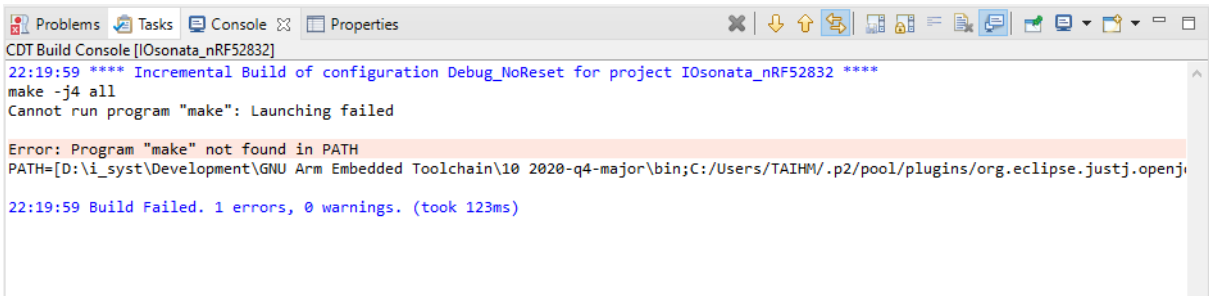 Problems Tasks Console Properties
CDT Build Console [IOsonata_nRF52832]
22:19:59 **** Incremental Build of configuration Debug_NoReset for project IOsonata_nRF52832 ****
make -j4 all
Cannot run program "make": Launching failed
Error: Program "make" not found in PATH
PATH=[D:\i_syst\Development\GNU Arm Embedded Toolchain\10 2020-q4-major\bin;C:/Users/TAIHM/.p2/pool/plugins/org.eclipse.justj.openj
22:19:59 Build Failed. 1 errors, 0 warnings. (took 123ms)